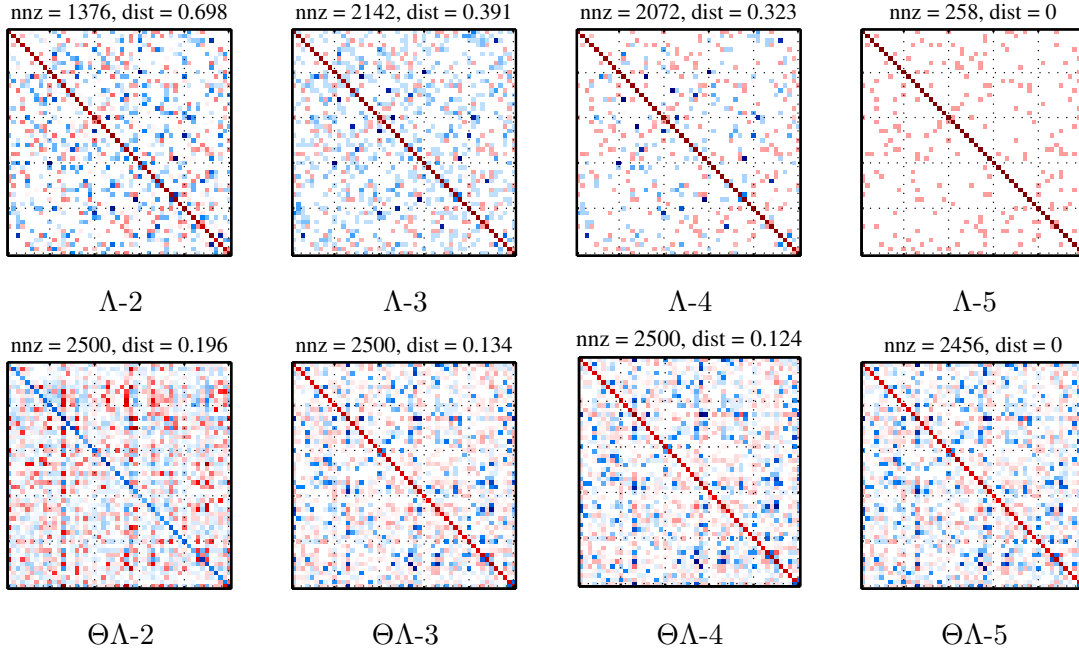 nnz = 1376, dist = 0.698
nnz = 2142, dist = 0.391
nnz = 2072, dist = 0.323
nnz = 258, dist = 0
Λ-2
Λ-3
Λ-4
Λ-5
nnz = 2500, dist = 0.196
nnz = 2500, dist = 0.134
nnz = 2500, dist = 0.124
nnz = 2456, dist = 0
ΘΛ-2
ΘΛ-3
ΘΛ-4
ΘΛ-5